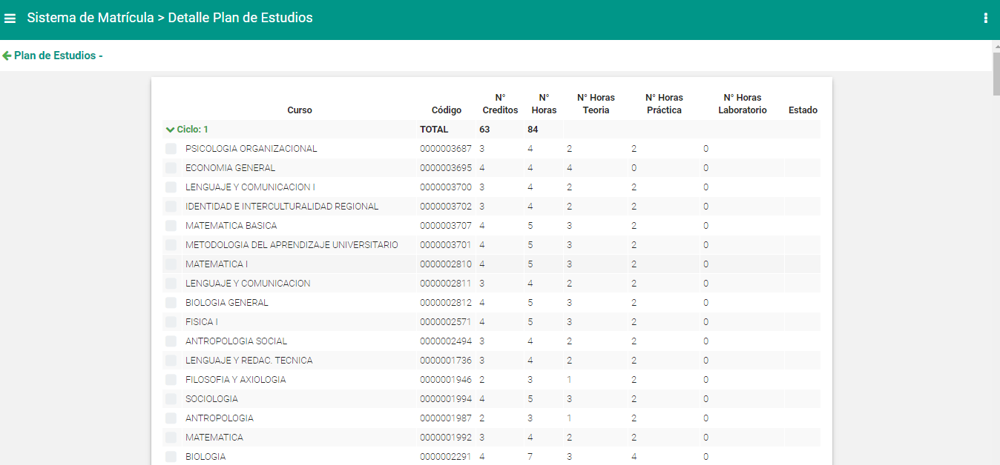 Sistema de Matrícula > Detalle Plan de Estudios
Plan de Estudios -
Curso Código N° Creditos N° Horas N° Horas Teoria N° Horas Práctica N° Horas Laboratorio Estado
Ciclo: 1 TOTAL 63 84
PSICOLOGIA ORGANIZACIONAL 0000003687 3 4 2 2 0
ECONOMIA GENERAL 0000003695 4 4 4 0 0
LENGUAJE Y COMUNICACION I 0000003700 3 4 2 2 0
IDENTIDAD E INTERCULTURALIDAD REGIONAL 0000003702 3 4 2 2 0
MATEMATICA BASICA 0000003707 4 5 3 2 0
METODOLOGIA DEL APRENDIZAJE UNIVERSITARIO 0000003701 4 5 3 2 0
MATEMATICA I 0000002810 4 5 3 2 0
LENGUAJE Y COMUNICACION 0000002811 3 4 2 2 0
BIOLOGIA GENERAL 0000002812 4 5 3 2 0
FISICA I 0000002571 4 5 3 2 0
ANTROPOLOGIA SOCIAL 0000002494 3 4 2 2 0
LENGUAJE Y REDAC. TECNICA 0000001736 3 4 2 2 0
FILOSOFIA Y AXIOLOGIA 0000001946 2 3 1 2 0
SOCIOLOGIA 0000001994 4 5 3 2 0
ANTROPOLOGIA 0000001987 2 3 1 2 0
MATEMATICA 0000001992 3 4 2 2 0
BIOLOGIA 0000002291 4 7 3 4 0